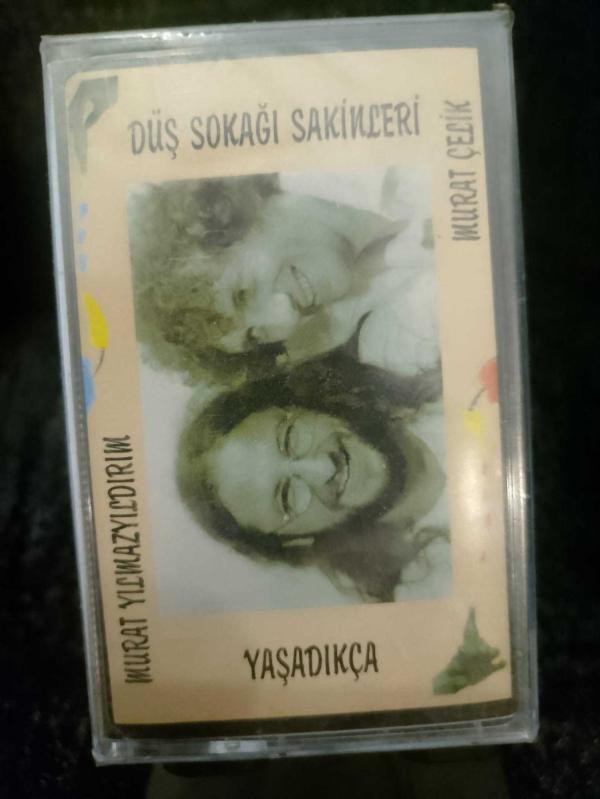 DÜŞ SOKAĞI SAKİNLERİ
MURAT ÇELİK
MURAT YILMAZYILDIRIM
YAŞADIKÇA